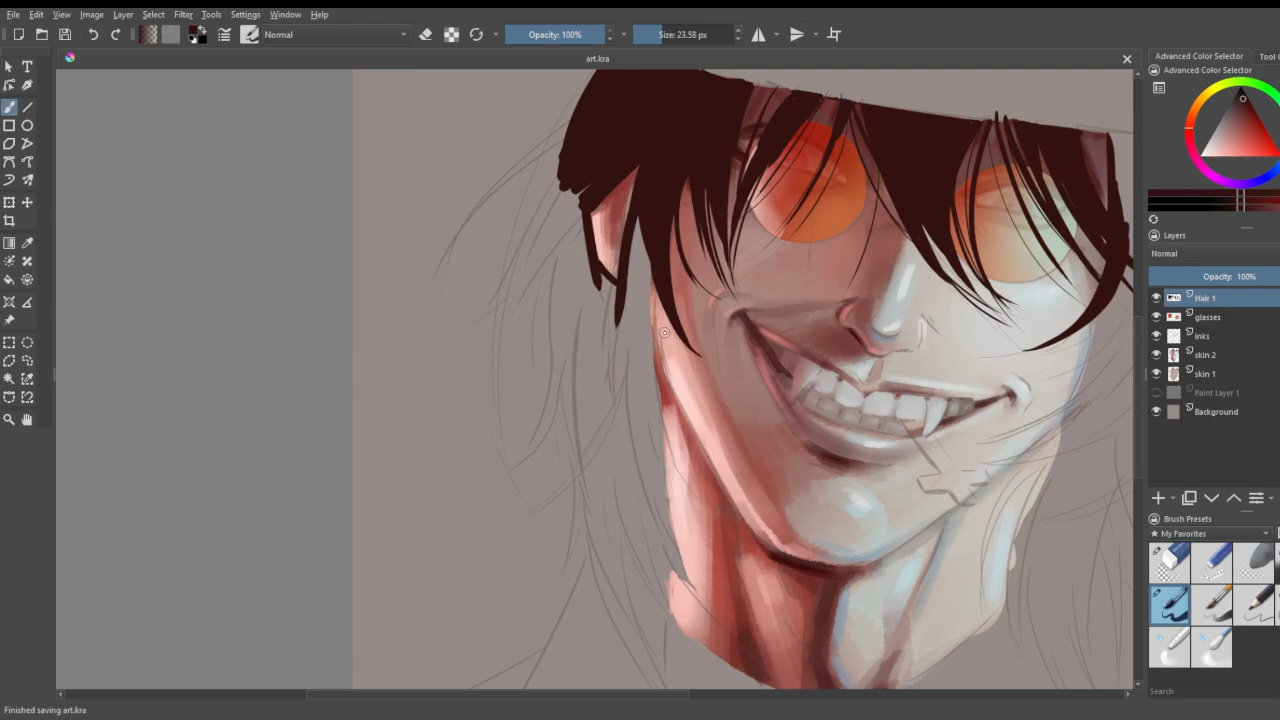 File Edit View Image Layer Select Filter Tools Settings Window Help
Normal Opacity: 100% Size: 23.58 px
art.kra
Advanced Color Selector Tool
Advanced Color Selector
Layers
Normal
Opacity: 100%
Hair 1
glasses
inks
skin 2
skin 1
Paint Layer 1
Background
Brush Presets
★ My Favorites
Search
Finished saving art.kra